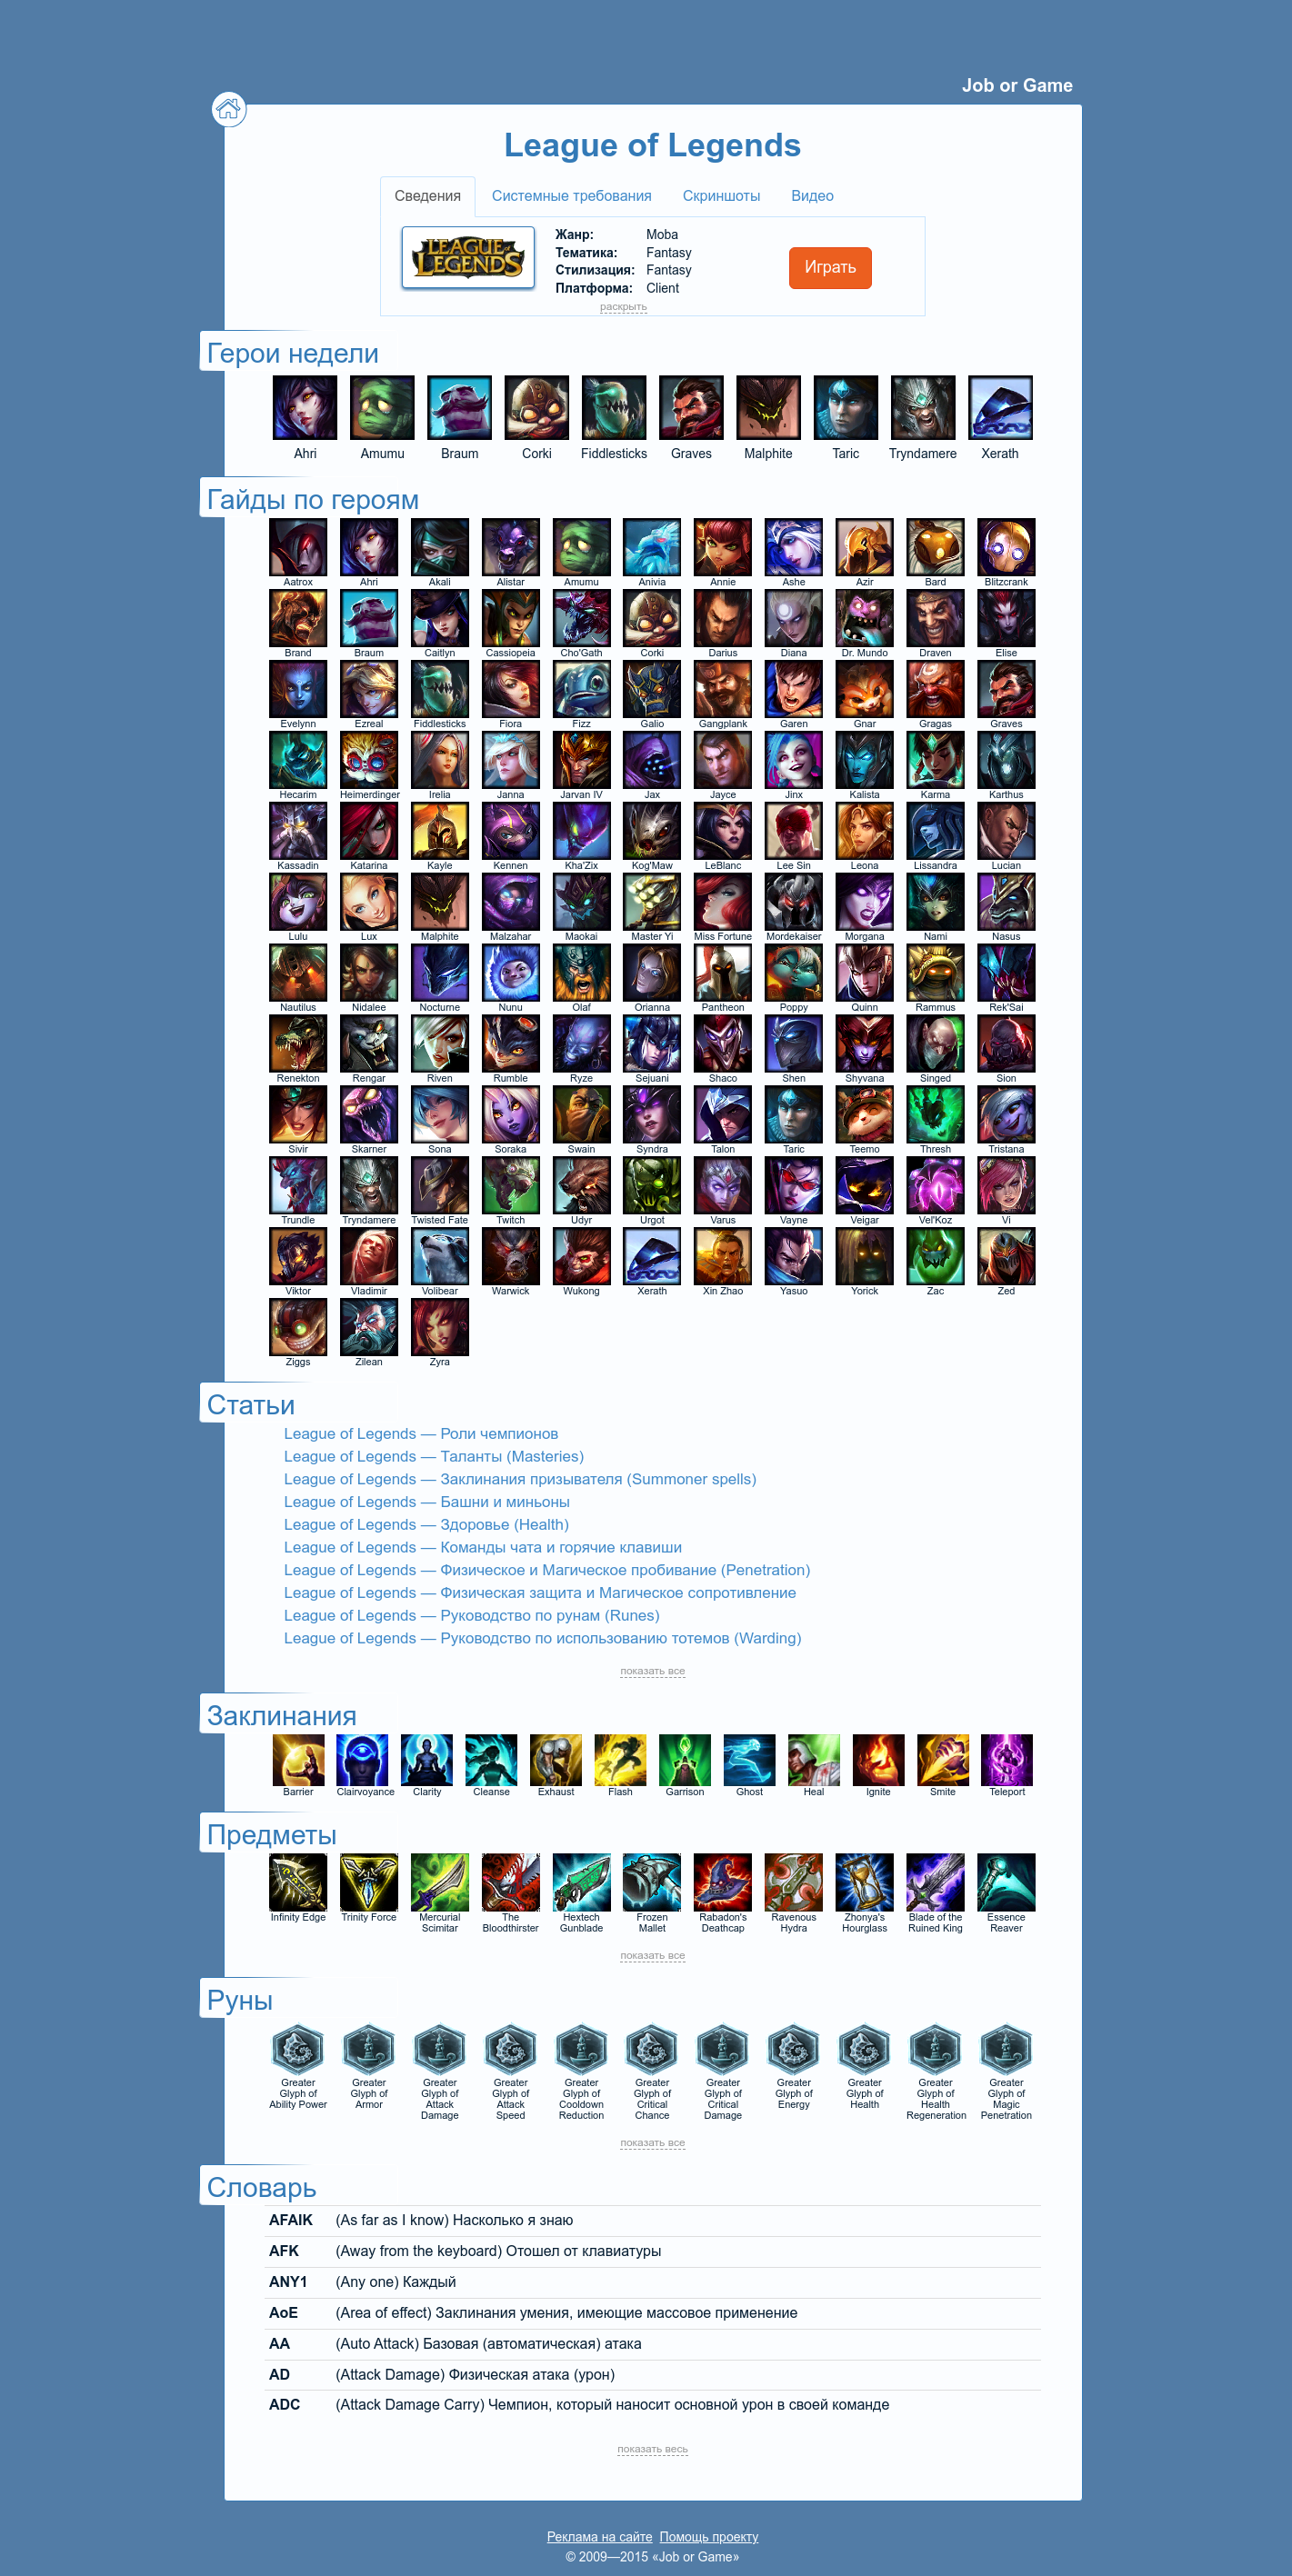 Job or Game
League of Legends
Сведения Системные требования Скриншоты Видео
LEAGUE of LEGENDS
Жанр: Moba
Тематика: Fantasy
Стилизация: Fantasy
Платформа: Client
Играть
раскрыть
Герои недели
Ahri Amumu Braum Corki Fiddlesticks Graves Malphite Taric Tryndamere Xerath
Гайды по героям
Aatrox Ahri Akali Alistar Amumu Anivia Annie Ashe Azir Bard Blitzcrank
Brand Braum Caitlyn Cassiopeia Cho'Gath Corki Darius Diana Dr. Mundo Draven Elise
Evelynn Ezreal Fiddlesticks Fiora Fizz Galio Gangplank Garen Gnar Gragas Graves
Hecarim Heimerdinger Irelia Janna Jarvan IV Jax Jayce Jinx Kalista Karma Karthus
Kassadin Katarina Kayle Kennen Kha'Zix Kog'Maw LeBlanc Lee Sin Leona Lissandra Lucian
Lulu Lux Malphite Malzahar Maokai Master Yi Miss Fortune Mordekaiser Morgana Nami Nasus
Nautilus Nidalee Nocturne Nunu Olaf Orianna Pantheon Poppy Quinn Rammus Rek'Sai
Renekton Rengar Riven Rumble Ryze Sejuani Shaco Shen Shyvana Singed Sion
Sivir Skarner Sona Soraka Swain Syndra Talon Taric Teemo Thresh Tristana
Trundle Tryndamere Twisted Fate Twitch Udyr Urgot Varus Vayne Veigar Vel'Koz Vi
Viktor Vladimir Volibear Warwick Wukong Xerath Xin Zhao Yasuo Yorick Zac Zed
Ziggs Zilean Zyra
Статьи
League of Legends — Роли чемпионов
League of Legends — Таланты (Masteries)
League of Legends — Заклинания призывателя (Summoner spells)
League of Legends — Башни и миньоны
League of Legends — Здоровье (Health)
League of Legends — Команды чата и горячие клавиши
League of Legends — Физическое и Магическое пробивание (Penetration)
League of Legends — Физическая защита и Магическое сопротивление
League of Legends — Руководство по рунам (Runes)
League of Legends — Руководство по использованию тотемов (Warding)
показать все
Заклинания
Barrier Clairvoyance Clarity Cleanse Exhaust Flash Garrison Ghost Heal Ignite Smite Teleport
Предметы
Infinity Edge Trinity Force Mercurial The Hextech Frozen Rabadon's Ravenous Zhonya's Blade of the Essence
Scimitar Bloodthirster Gunblade Mallet Deathcap Hydra Hourglass Ruined King Reaver
показать все
Руны
Greater Greater Greater Greater Greater Greater Greater Greater Greater Greater Greater
Glyph of Glyph of Glyph of Glyph of Glyph of Glyph of Glyph of Glyph of Glyph of Glyph of Glyph of
Ability Power Armor Attack Attack Cooldown Critical Critical Energy Health Health Magic
Damage Speed Reduction Chance Damage Regeneration Penetration
показать все
Словарь
AFAIK (As far as I know) Насколько я знаю
AFK (Away from the keyboard) Отошел от клавиатуры
ANY1 (Any one) Каждый
AoE (Area of effect) Заклинания умения, имеющие массовое применение
AA (Auto Attack) Базовая (автоматическая) атака
AD (Attack Damage) Физическая атака (урон)
ADC (Attack Damage Carry) Чемпион, который наносит основной урон в своей команде
показать весь
Реклама на сайте Помощь проекту
© 2009—2015 «Job or Game»